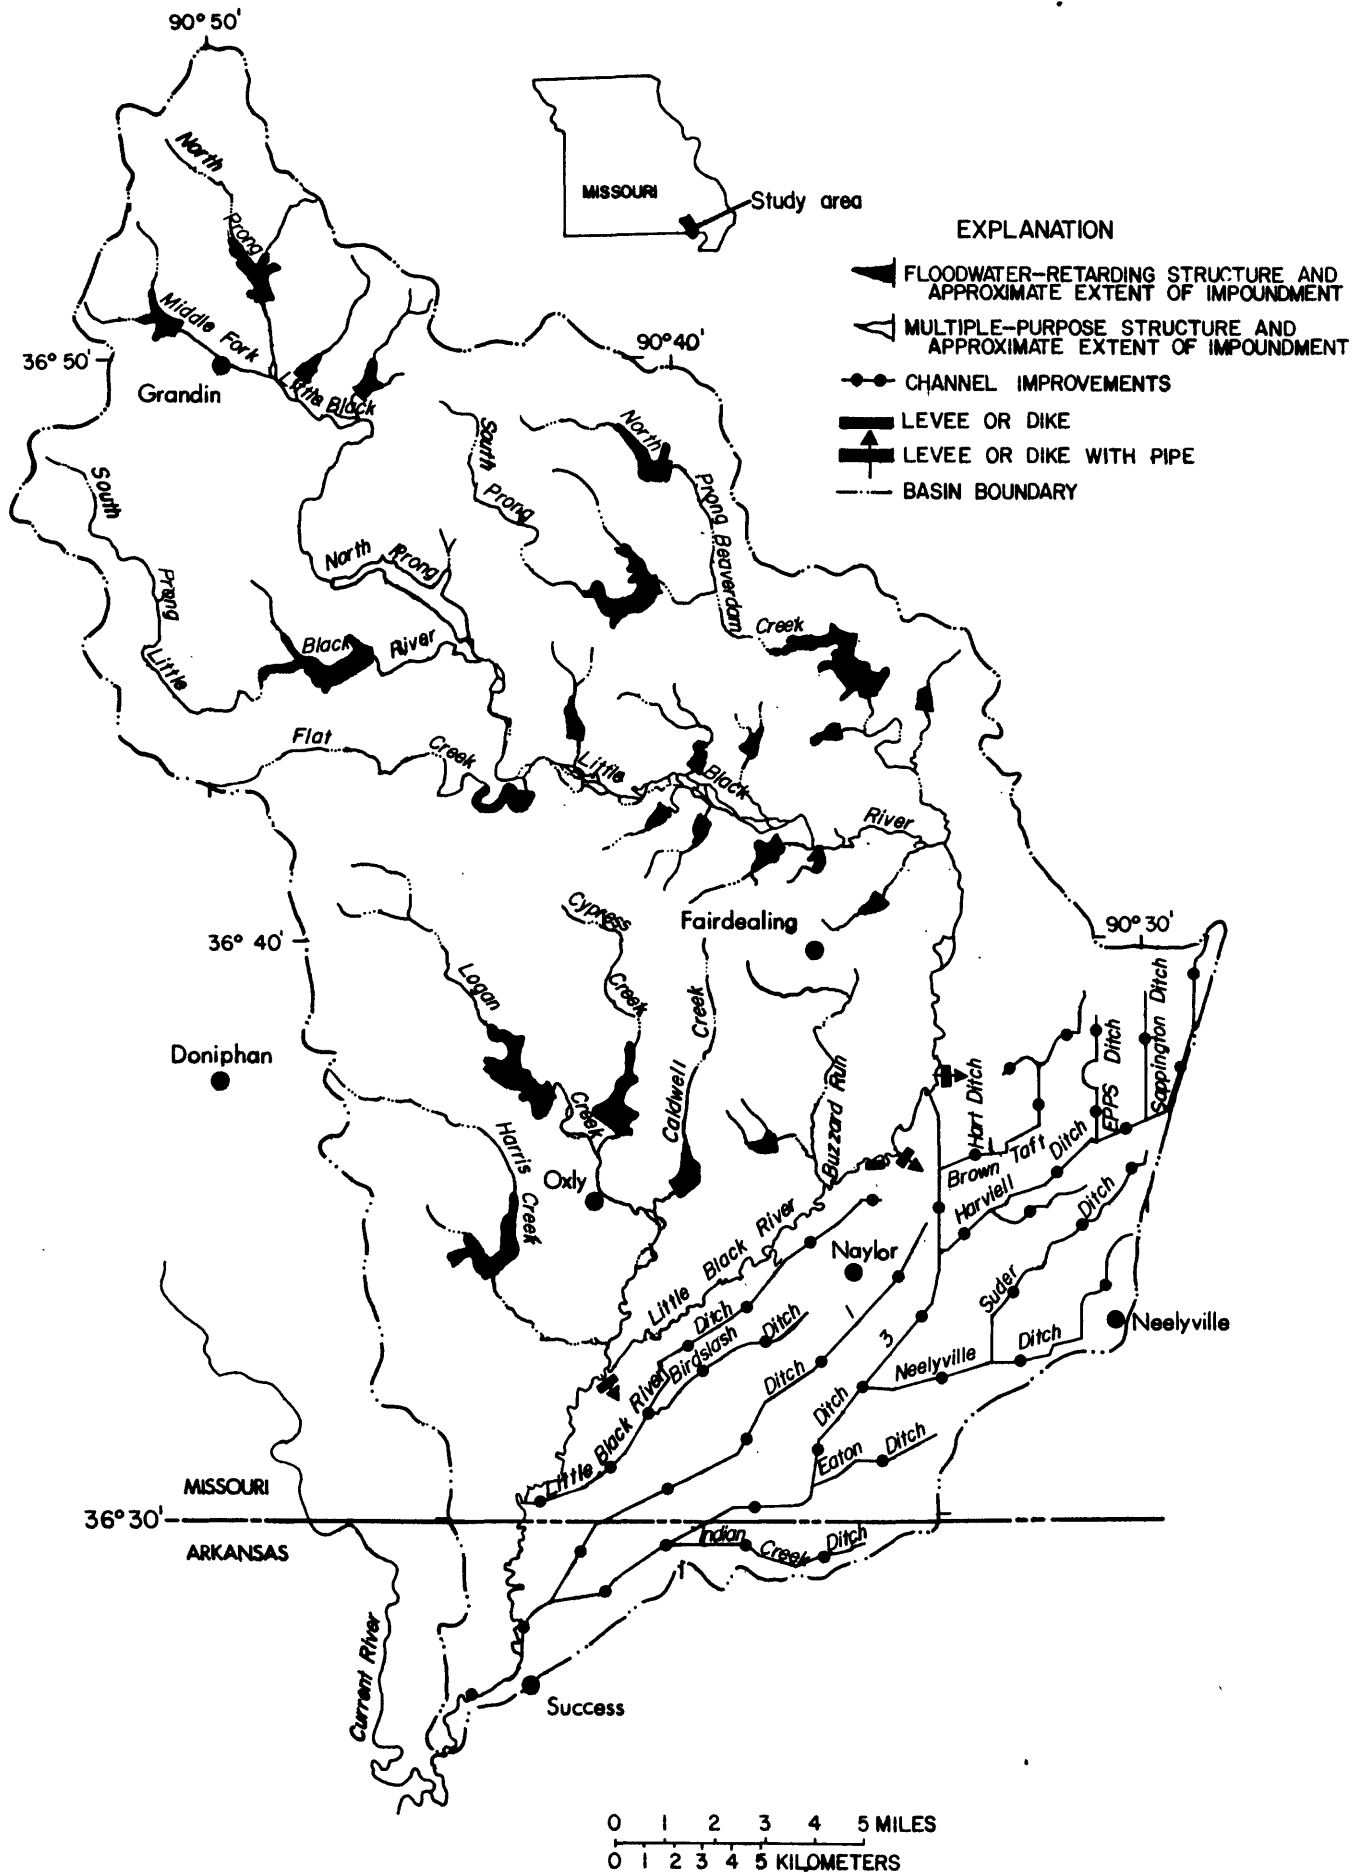 90° 50'
North
Prong
MISSOURI
Study area
EXPLANATION
FLOODWATER-RETARDING STRUCTURE AND
APPROXIMATE EXTENT OF IMPOUNDMENT
MULTIPLE-PURPOSE STRUCTURE AND
APPROXIMATE EXTENT OF IMPOUNDMENT
CHANNEL IMPROVEMENTS
LEVEE OR DIKE
LEVEE OR DIKE WITH PIPE
BASIN BOUNDARY
Middle Fork
36° 50'
90° 40'
Grandin
Little Black
South
Prong
North
Prong Beaverdam
Creek
South
Prong
Little
Black
River
North Prong
Flat
Creek
Little
Black
River
Fairdealing
36° 40'
90° 30'
Cypress
Creek
Logan
Creek
Caldwell
Creek
Doniphan
Harris
Creek
Oxly
Buzzard Run
Hart Ditch
EPPS Ditch
Sappington Ditch
Brown Taft
Ditch
Harviell
Ditch
Suder
Little Black River
Naylor
Neelyville
Ditch
Birdslash
Ditch
Ditch
1
Ditch
3
Neelyville
Ditch
Little Black River
Eaton
Ditch
MISSOURI
36° 30'
ARKANSAS
Indian
Creek
Ditch
Current River
Success
0 1 2 3 4 5 MILES
0 1 2 3 4 5 KILOMETERS